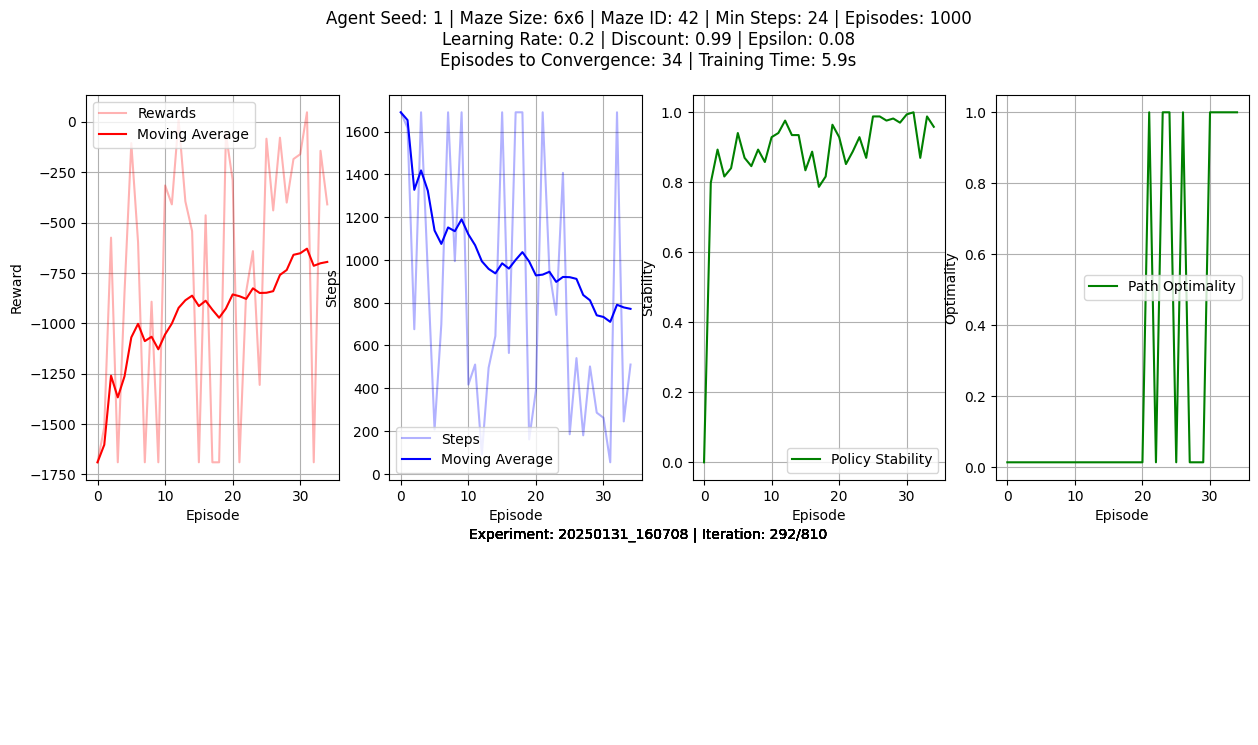 Agent Seed: 1 | Maze Size: 6x6 | Maze ID: 42 | Min Steps: 24 | Episodes: 1000
Learning Rate: 0.2 | Discount: 0.99 | Epsilon: 0.08
Episodes to Convergence: 34 | Training Time: 5.9s
Reward
0
−250
−500
−750
−1000
−1250
−1500
−1750
Rewards
Moving Average
0 10 20 30
Episode
Steps
1600
1400
1200
1000
800
600
400
200
0
Steps
Moving Average
0 10 20 30
Episode
Stability
1.0
0.8
0.6
0.4
0.2
0.0
Policy Stability
0 10 20 30
Episode
Optimality
1.0
0.8
0.6
0.4
0.2
0.0
Path Optimality
0 10 20 30
Episode
Experiment: 20250131_160708 | Iteration: 292/810